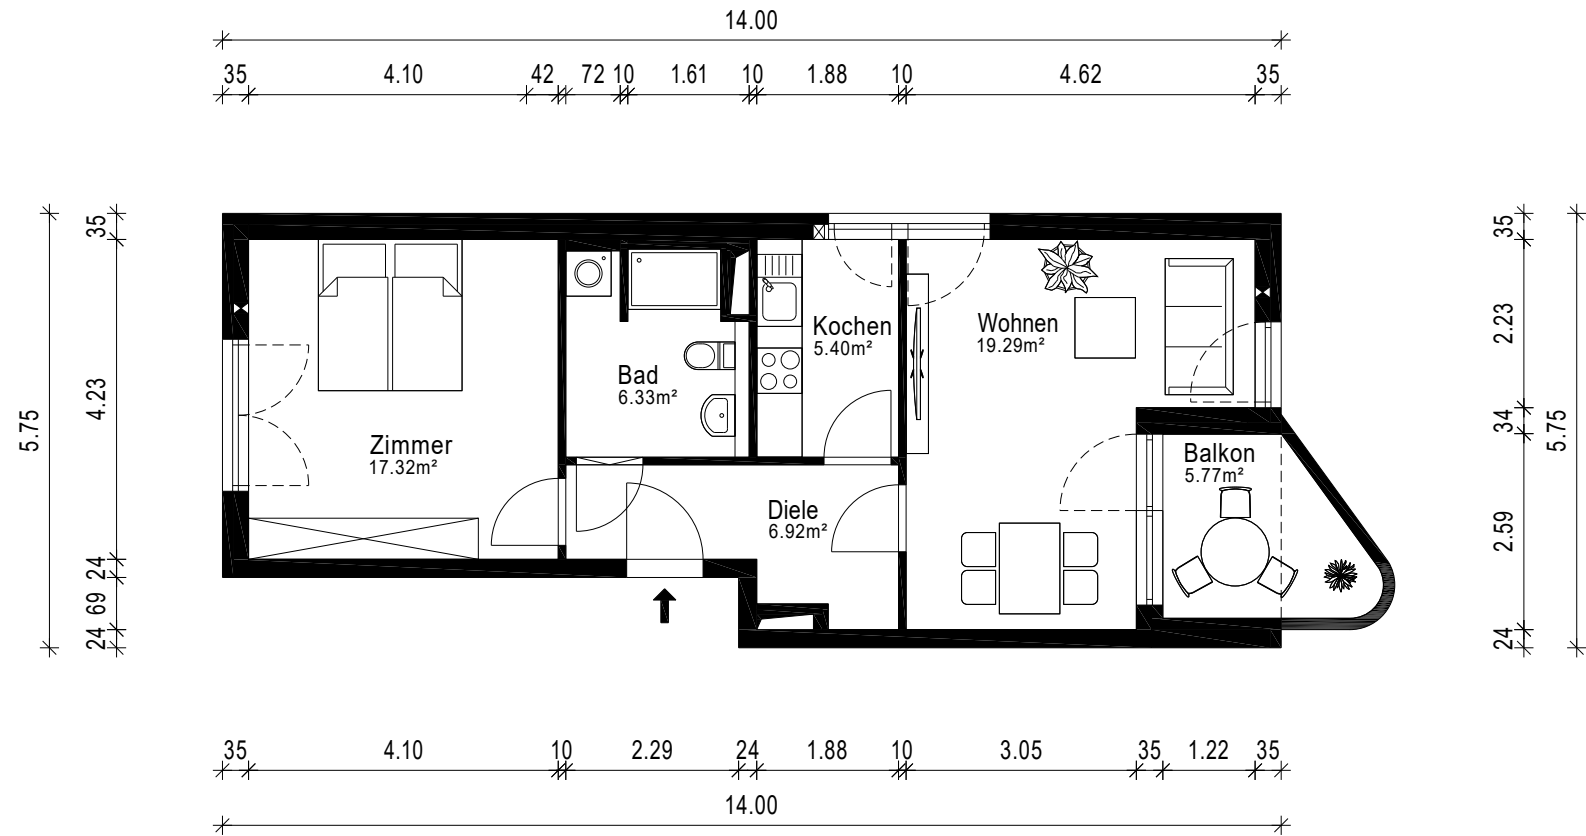 14.00
35 4.10 42 72 10 1.61 10 1.88 10 4.62 35
5.75
35
4.23
24
69
24
Zimmer
17.32m²
Bad
6.33m²
Kochen
5.40m²
Wohnen
19.29m²
Diele
6.92m²
Balkon
5.77m²
35
2.23
34
2.59
24
5.75
35 4.10 10 2.29 24 1.88 10 3.05 35 1.22 35
14.00